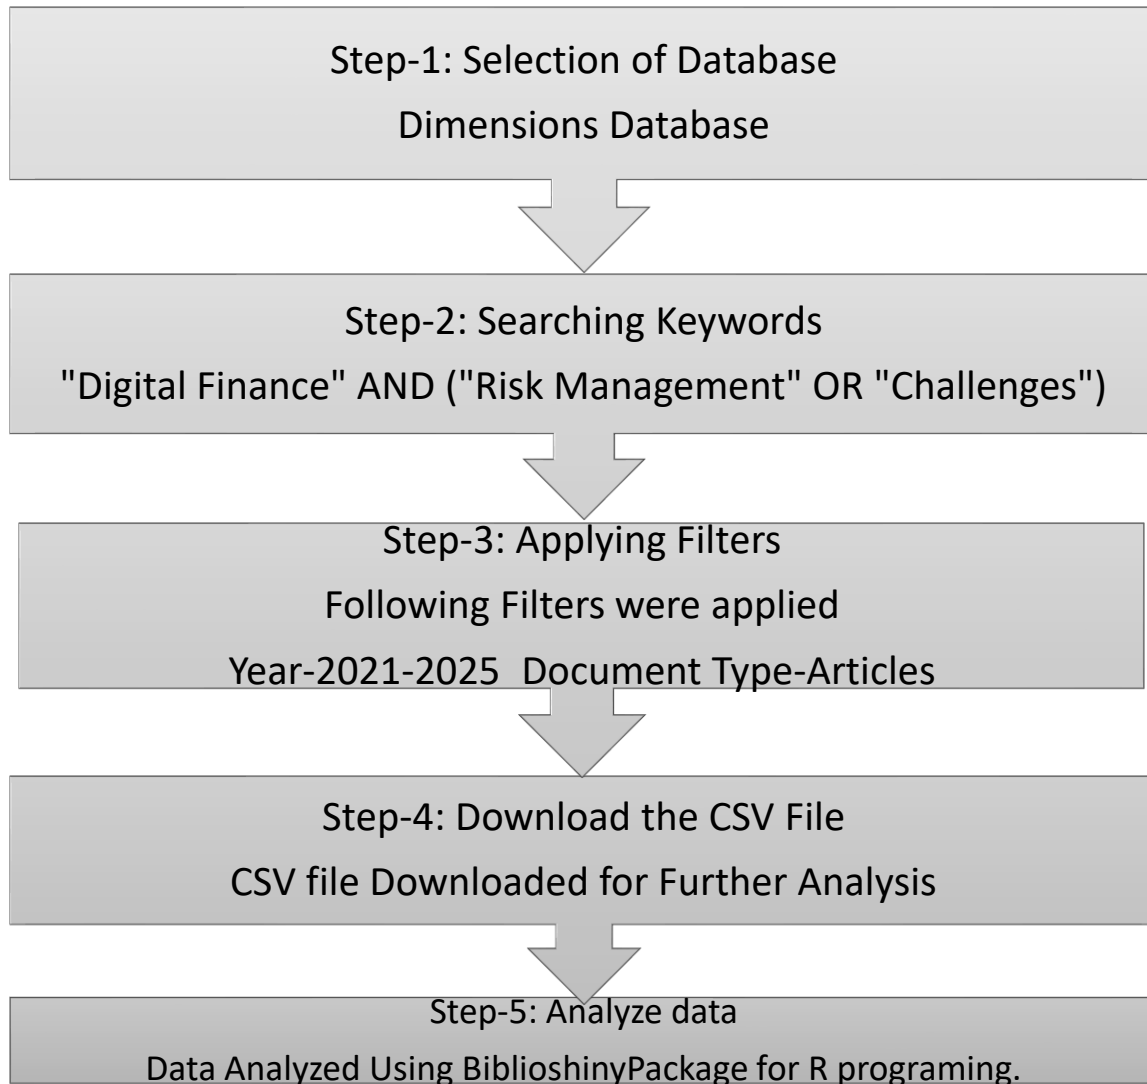 Step-1: Selection of Database
Dimensions Database
Step-2: Searching Keywords
"Digital Finance" AND ("Risk Management" OR "Challenges")
Step-3: Applying Filters
Following Filters were applied
Year-2021-2025  Document Type-Articles
Step-4: Download the CSV File
CSV file Downloaded for Further Analysis
Step-5: Analyze data
Data Analyzed Using BiblioshinyPackage for R programing.